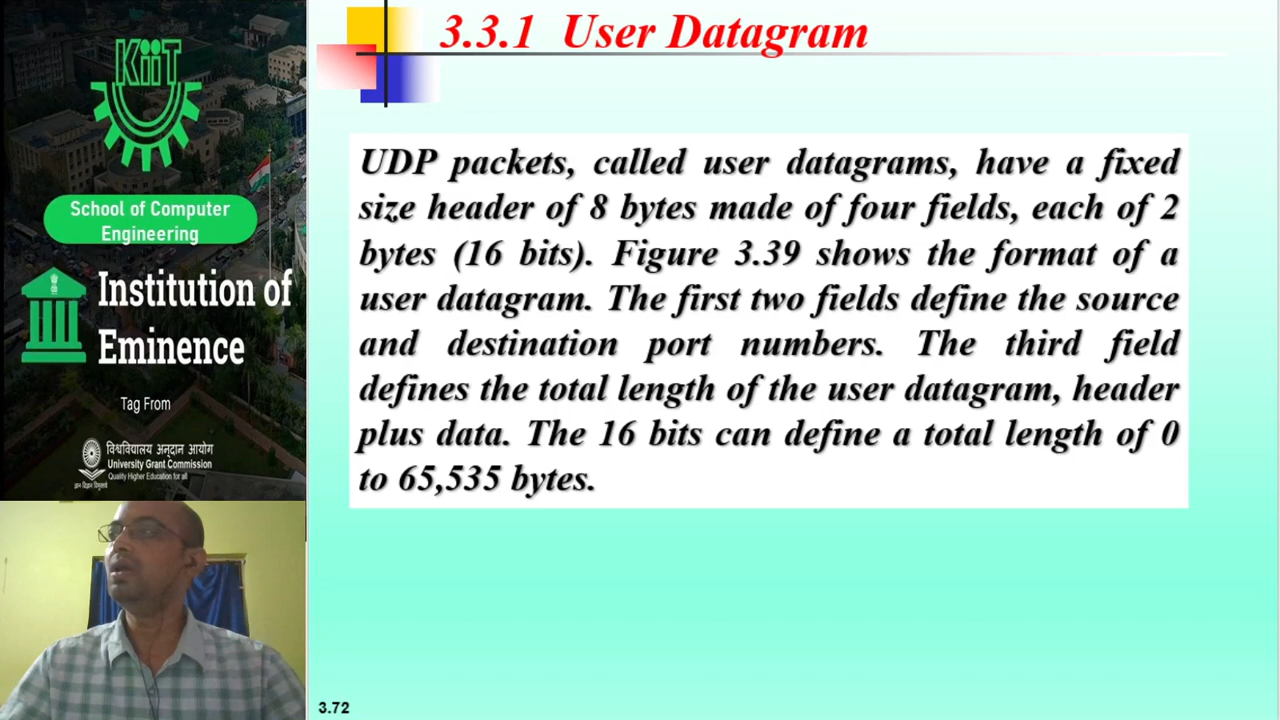 KiiT
School of Computer
Engineering
Institution of
Eminence
Tag From
विश्वविद्यालय अनुदान आयोग
University Grant Commission
Quality Higher Education for all
ज्ञान विज्ञान विमुक्तये
3.3.1 User Datagram
UDP packets, called user datagrams, have a fixed
size header of 8 bytes made of four fields, each of 2
bytes (16 bits). Figure 3.39 shows the format of a
user datagram. The first two fields define the source
and destination port numbers. The third field
defines the total length of the user datagram, header
plus data. The 16 bits can define a total length of 0
to 65,535 bytes.
3.72